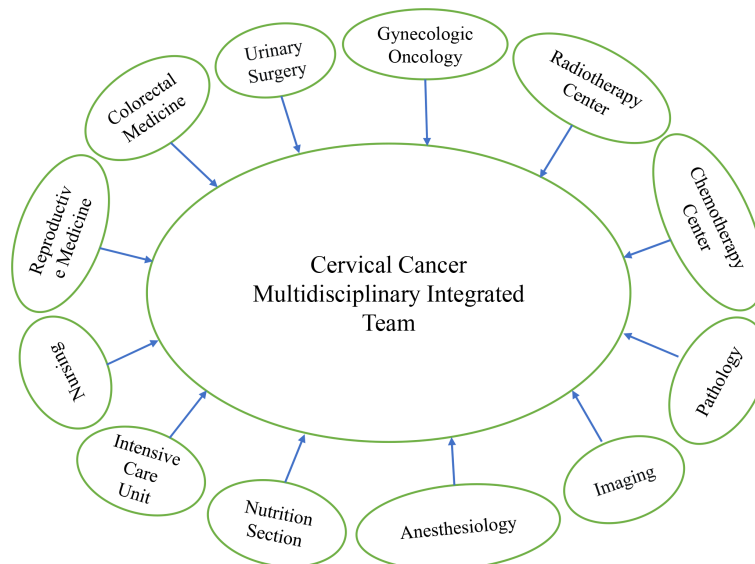 Gynecologic
Oncology
Urinary
Surgery
Radiotherapy
Center
Colorectal
Medicine
Chemotherapy
Center
Reproductiv
e Medicine
Cervical Cancer
Multidisciplinary Integrated
Team
Nursing
Pathology
Intensive
Care
Unit
Imaging
Nutrition
Section
Anesthesiology